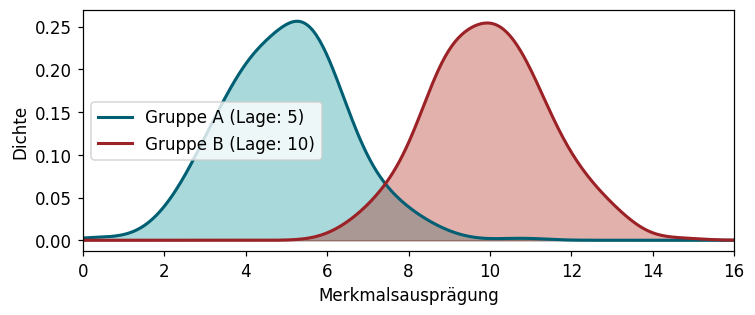 0.25
0.20
0.15
0.10
0.05
0.00
Dichte
Gruppe A (Lage: 5)
Gruppe B (Lage: 10)
0 2 4 6 8 10 12 14 16
Merkmalsausprägung